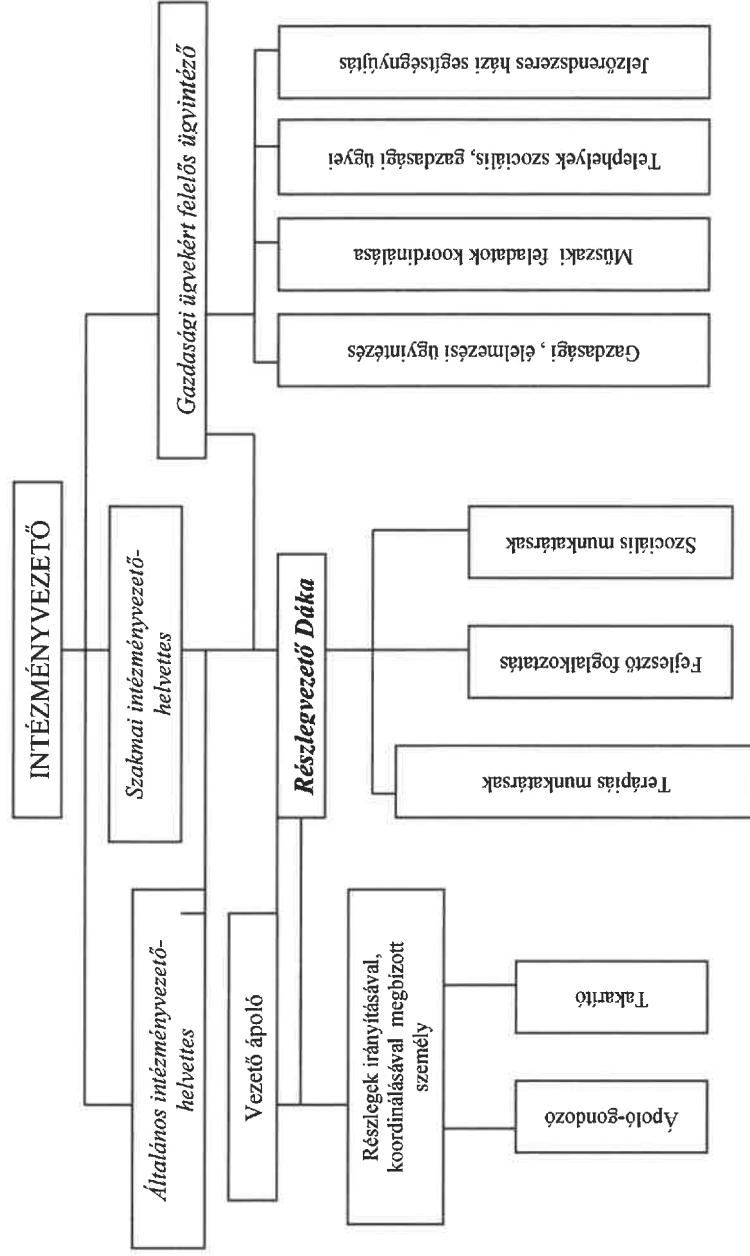 INTÉZMÉNYVEZETŐ
Általános intézményvezető-
helvettes
Szakmai intézményvezető-
helvettes
Gazdasági ügyekért felelős ügyintéző
Vezető ápoló
Részlegvezető Dáka
Részlegek irányításával,
koordinálásával megbízott
személy
Ápoló-gondozó
Takarító
Terápiás munkatársak
Fejlesztő foglalkoztatás
Szociális munkatársak
Gazdasági , élelmezési ügyintézés
Műszaki feladatok koordinálása
Telephelyek szociális, gazdasági ügyei
Jelzőrendszeres házi segítségnyújtás